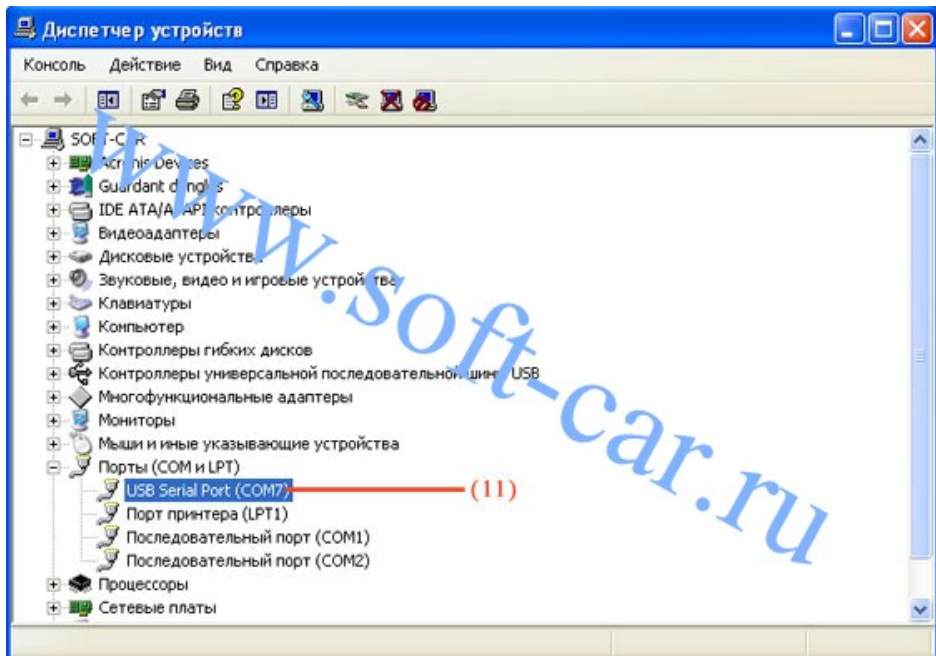 Диспетчер устройств
Консоль Действие Вид Справка
SOFT-CAR
Acronis Devices
Guardant dongles
IDE ATA/ATAPI контроллеры
Видеоадаптеры
Дисковые устройства
Звуковые, видео и игровые устройства
Клавиатуры
Компьютер
Контроллеры гибких дисков
Контроллеры универсальной последовательной шины USB
Многофункциональные адаптеры
Мониторы
Мыши и иные указывающие устройства
Порты (COM и LPT)
USB Serial Port (COM7) (11)
Порт принтера (LPT1)
Последовательный порт (COM1)
Последовательный порт (COM2)
Процессоры
Сетевые платы
www.soft-car.ru